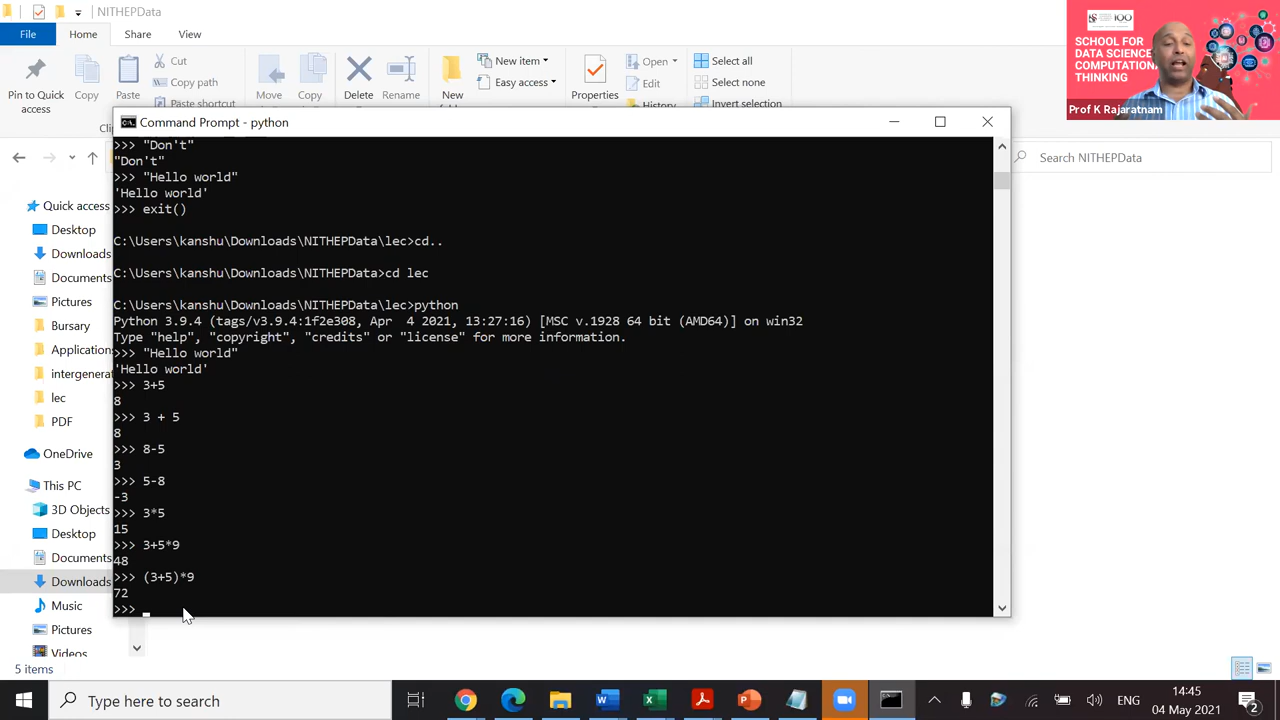 NITHEPData
File Home Share View
Pin to Quick access
Copy
Paste
Cut
Copy path
Paste shortcut
Move
Copy
Delete
Rename
New item
Easy access
Properties
Open
Edit
History
Select all
Select none
Invert selection
SCHOOL FOR
DATA SCIENCE
COMPUTATIONAL
THINKING
100
Prof K Rajaratnam
Search NITHEPData
Quick access
Desktop
Downloads
Documents
Pictures
Bursary
Application
intergenera
lec
PDF
OneDrive
This PC
3D Objects
Desktop
Documents
Downloads
Music
Pictures
Videos
5 items
Command Prompt - python
>>> "Don't"
"Don't"
>>> "Hello world"
'Hello world'
>>> exit()
C:\Users\kanshu\Downloads\NITHEPData\lec>cd..
C:\Users\kanshu\Downloads\NITHEPData>cd lec
C:\Users\kanshu\Downloads\NITHEPData\lec>python
Python 3.9.4 (tags/v3.9.4:1f2e308, Apr  4 2021, 13:27:16) [MSC v.1928 64 bit (AMD64)] on win32
Type "help", "copyright", "credits" or "license" for more information.
>>> "Hello world"
'Hello world'
>>> 3+5
8
>>> 3 + 5
8
>>> 8-5
3
>>> 5-8
-3
>>> 3*5
15
>>> 3+5*9
48
>>> (3+5)*9
72
>>>
Type here to search
ENG
14:45
04 May 2021
2